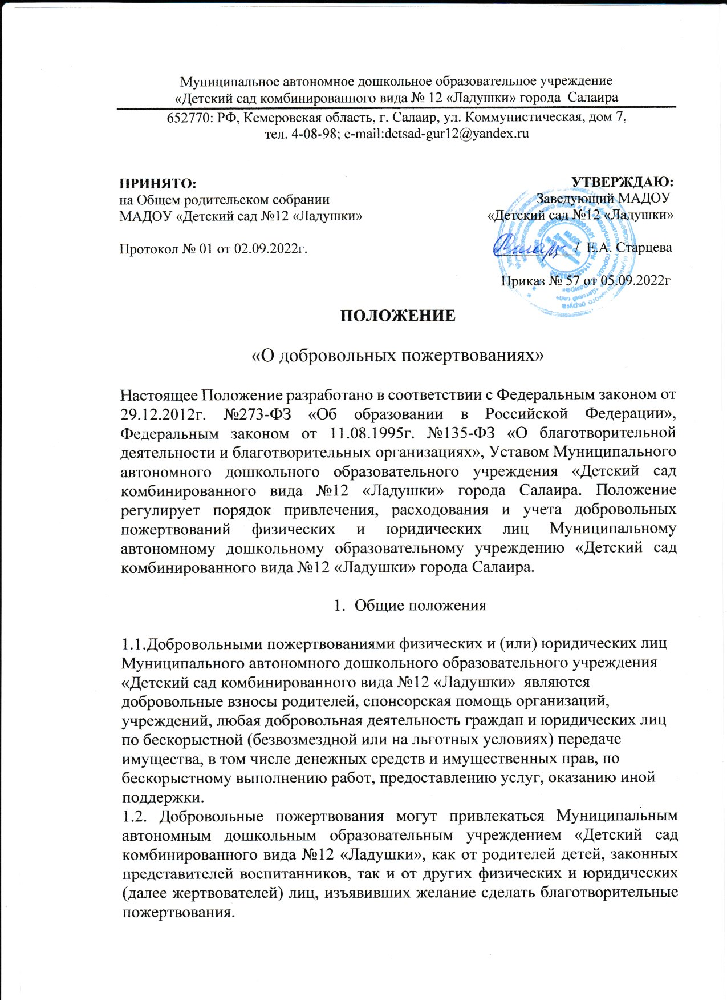 Муниципальное автономное дошкольное образовательное учреждение
«Детский сад комбинированного вида № 12 «Ладушки» города  Салаира
652770: РФ, Кемеровская область, г. Салаир, ул. Коммунистическая, дом 7,
тел. 4-08-98; e-mail:detsad-gur12@yandex.ru
ПРИНЯТО:
на Общем родительском собрании
МАДОУ «Детский сад №12 «Ладушки»
Протокол № 01 от 02.09.2022г.
УТВЕРЖДАЮ:
Заведующий МАДОУ
«Детский сад №12 «Ладушки»
___________/  Е.А. Старцева
Приказ № 57 от 05.09.2022г
ПОЛОЖЕНИЕ
«О добровольных пожертвованиях»
Настоящее Положение разработано в соответствии с Федеральным законом от
29.12.2012г. №273-ФЗ «Об образовании в Российской Федерации»,
Федеральным законом от 11.08.1995г. №135-ФЗ «О благотворительной
деятельности и благотворительных организациях», Уставом Муниципального
автономного дошкольного образовательного учреждения «Детский сад
комбинированного вида №12 «Ладушки» города Салаира. Положение
регулирует порядок привлечения, расходования и учета добровольных
пожертвований физических и юридических лиц Муниципальному
автономному дошкольному образовательному учреждению «Детский сад
комбинированного вида №12 «Ладушки» города Салаира.
1.  Общие положения
1.1.Добровольными пожертвованиями физических и (или) юридических лиц
Муниципального автономного дошкольного образовательного учреждения
«Детский сад комбинированного вида №12 «Ладушки»  являются
добровольные взносы родителей, спонсорская помощь организаций,
учреждений, любая добровольная деятельность граждан и юридических лиц
по бескорыстной (безвозмездной или на льготных условиях) передаче
имущества, в том числе денежных средств и имущественных прав, по
бескорыстному выполнению работ, предоставлению услуг, оказанию иной
поддержки.
1.2. Добровольные пожертвования могут привлекаться Муниципальным
автономным дошкольным образовательным учреждением «Детский сад
комбинированного вида №12 «Ладушки», как от родителей детей, законных
представителей воспитанников, так и от других физических и юридических
(далее жертвователей) лиц, изъявивших желание сделать благотворительные
пожертвования.